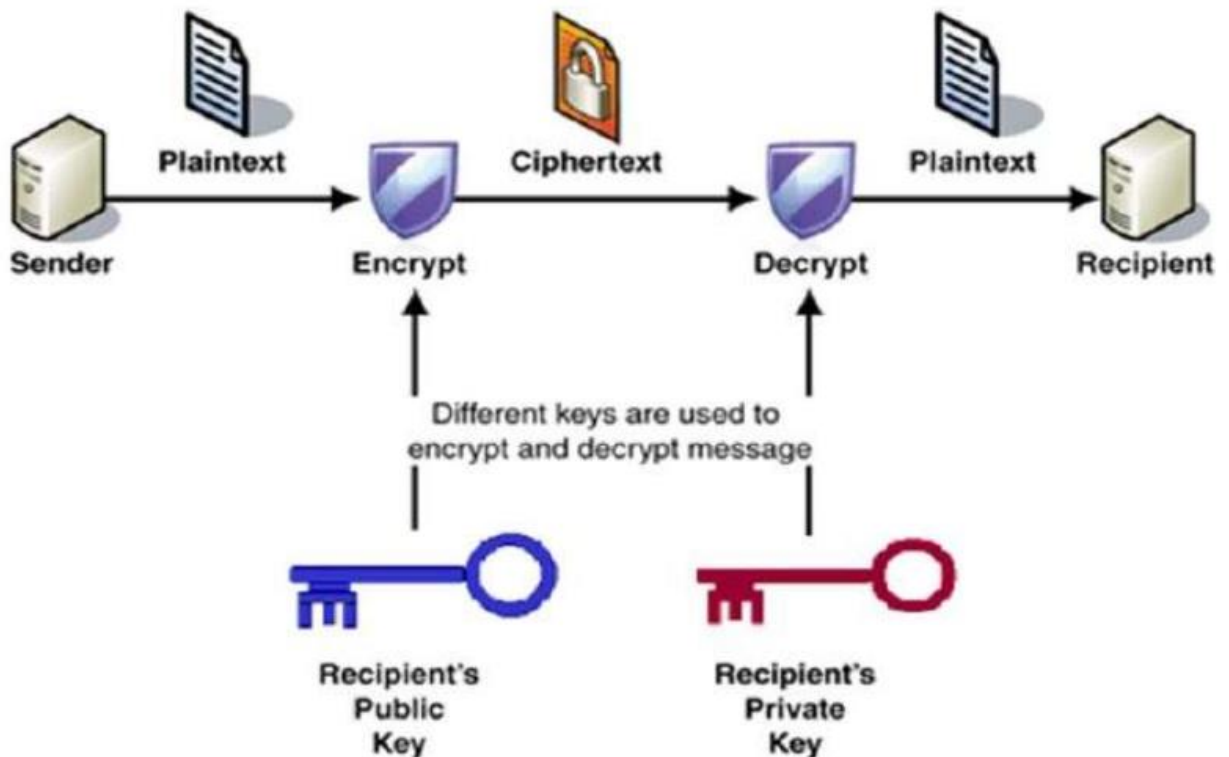 Plaintext
Ciphertext
Plaintext
Sender
Encrypt
Decrypt
Recipient
Different keys are used to
encrypt and decrypt message
Recipient's
Public
Key
Recipient's
Private
Key